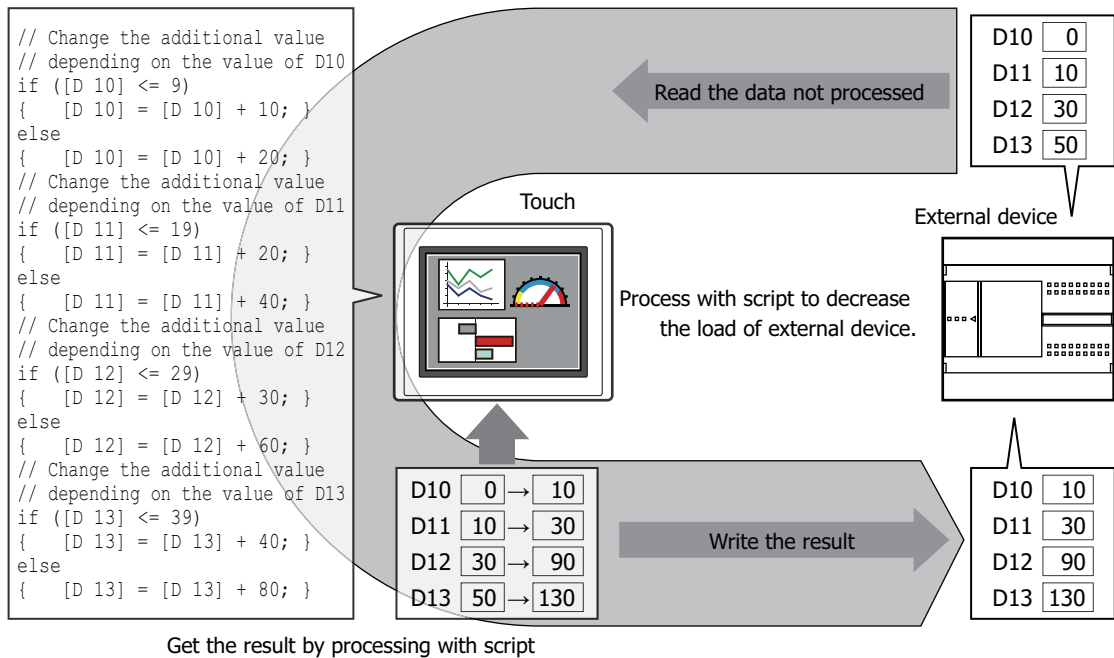 // Change the additional value
// depending on the value of D10
if ([D 10] <= 9)
{   [D 10] = [D 10] + 10; }
else
{   [D 10] = [D 10] + 20; }
// Change the additional value
// depending on the value of D11
if ([D 11] <= 19)
{   [D 11] = [D 11] + 20; }
else
{   [D 11] = [D 11] + 40; }
// Change the additional value
// depending on the value of D12
if ([D 12] <= 29)
{   [D 12] = [D 12] + 30; }
else
{   [D 12] = [D 12] + 60; }
// Change the additional value
// depending on the value of D13
if ([D 13] <= 39)
{   [D 13] = [D 13] + 40; }
else
{   [D 13] = [D 13] + 80; }
Read the data not processed
D10 0
D11 10
D12 30
D13 50
Touch
External device
Process with script to decrease
the load of external device.
D10 0 → 10
D11 10 → 30
D12 30 → 90
D13 50 → 130
Write the result
D10 10
D11 30
D12 90
D13 130
Get the result by processing with script